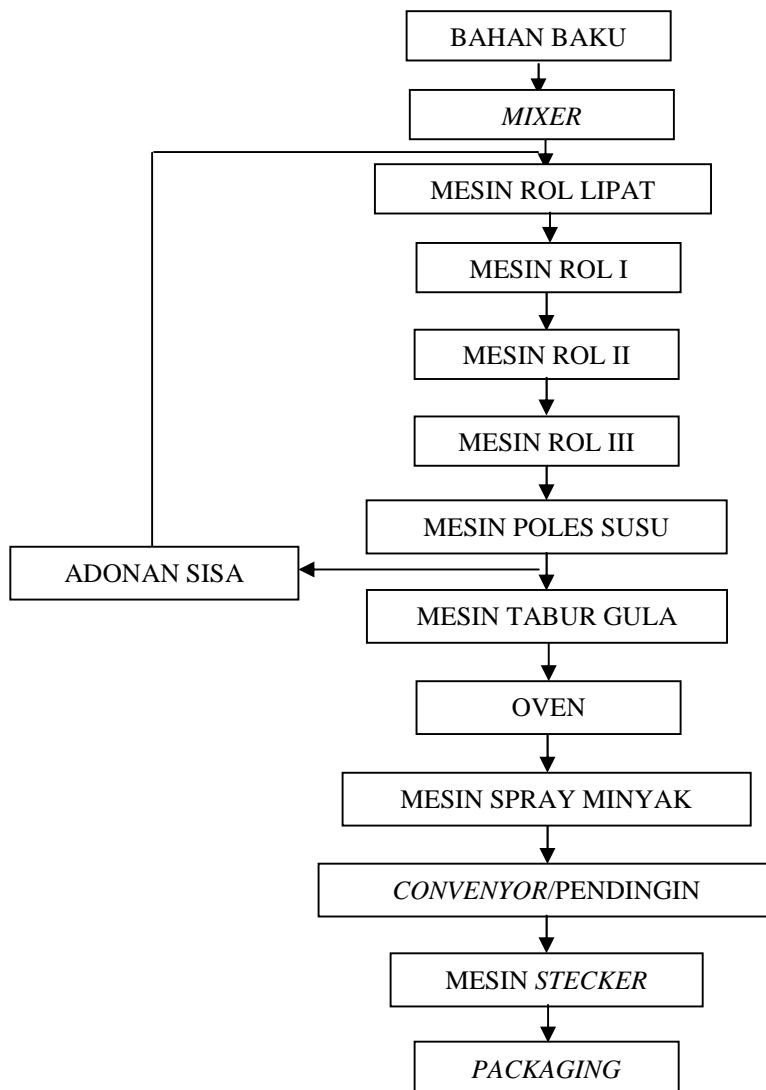 BAHAN BAKU
MIXER
MESIN ROL LIPAT
MESIN ROL I
MESIN ROL II
MESIN ROL III
MESIN POLES SUSU
ADONAN SISA
MESIN TABUR GULA
OVEN
MESIN SPRAY MINYAK
CONVENYOR/PENDINGIN
MESIN STECKER
PACKAGING